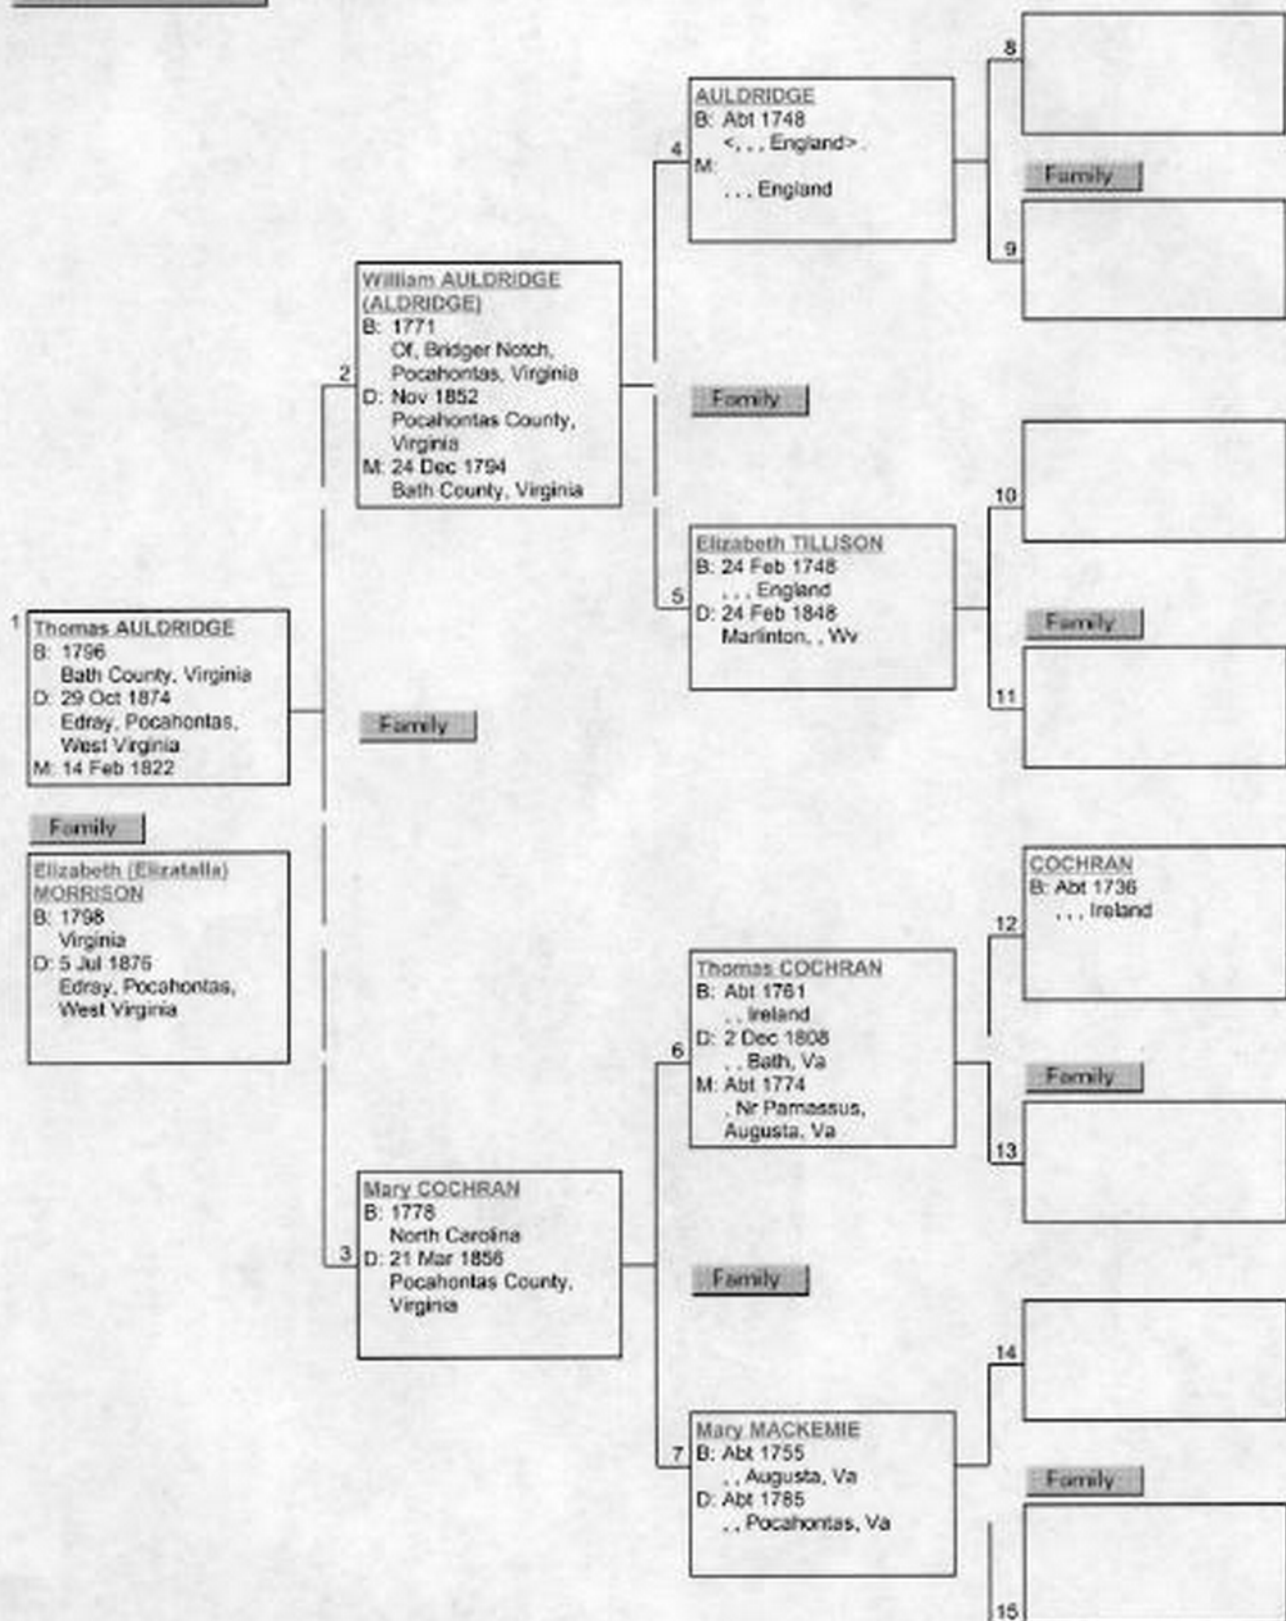 1
Thomas AULDRIDGE
B: 1796
Bath County, Virginia
D: 29 Oct 1874
Edray, Pocahontas,
West Virginia
M: 14 Feb 1822
Family
Elizabeth (Elizatalla)
MORRISON
B: 1798
Virginia
D: 5 Jul 1876
Edray, Pocahontas,
West Virginia
2
William AULDRIDGE
(ALDRIDGE)
B: 1771
Of, Bridger Notch,
Pocahontas, Virginia
D: Nov 1852
Pocahontas County,
Virginia
M: 24 Dec 1794
Bath County, Virginia
Family
3
Mary COCHRAN
B: 1778
North Carolina
D: 21 Mar 1856
Pocahontas County,
Virginia
4
AULDRIDGE
B: Abt 1748
<, , , England>
M:
, , , England
Family
5
Elizabeth TILLISON
B: 24 Feb 1748
, , , England
D: 24 Feb 1848
Marlinton, , Wv
6
Thomas COCHRAN
B: Abt 1761
, , Ireland
D: 2 Dec 1808
, , Bath, Va
M: Abt 1774
, Nr Parnassus,
Augusta, Va
Family
7
Mary MACKEMIE
B: Abt 1755
, , Augusta, Va
D: Abt 1785
, , Pocahontas, Va
8
Family
9
10
Family
11
12
COCHRAN
B: Abt 1736
, , , Ireland
Family
13
14
Family
15